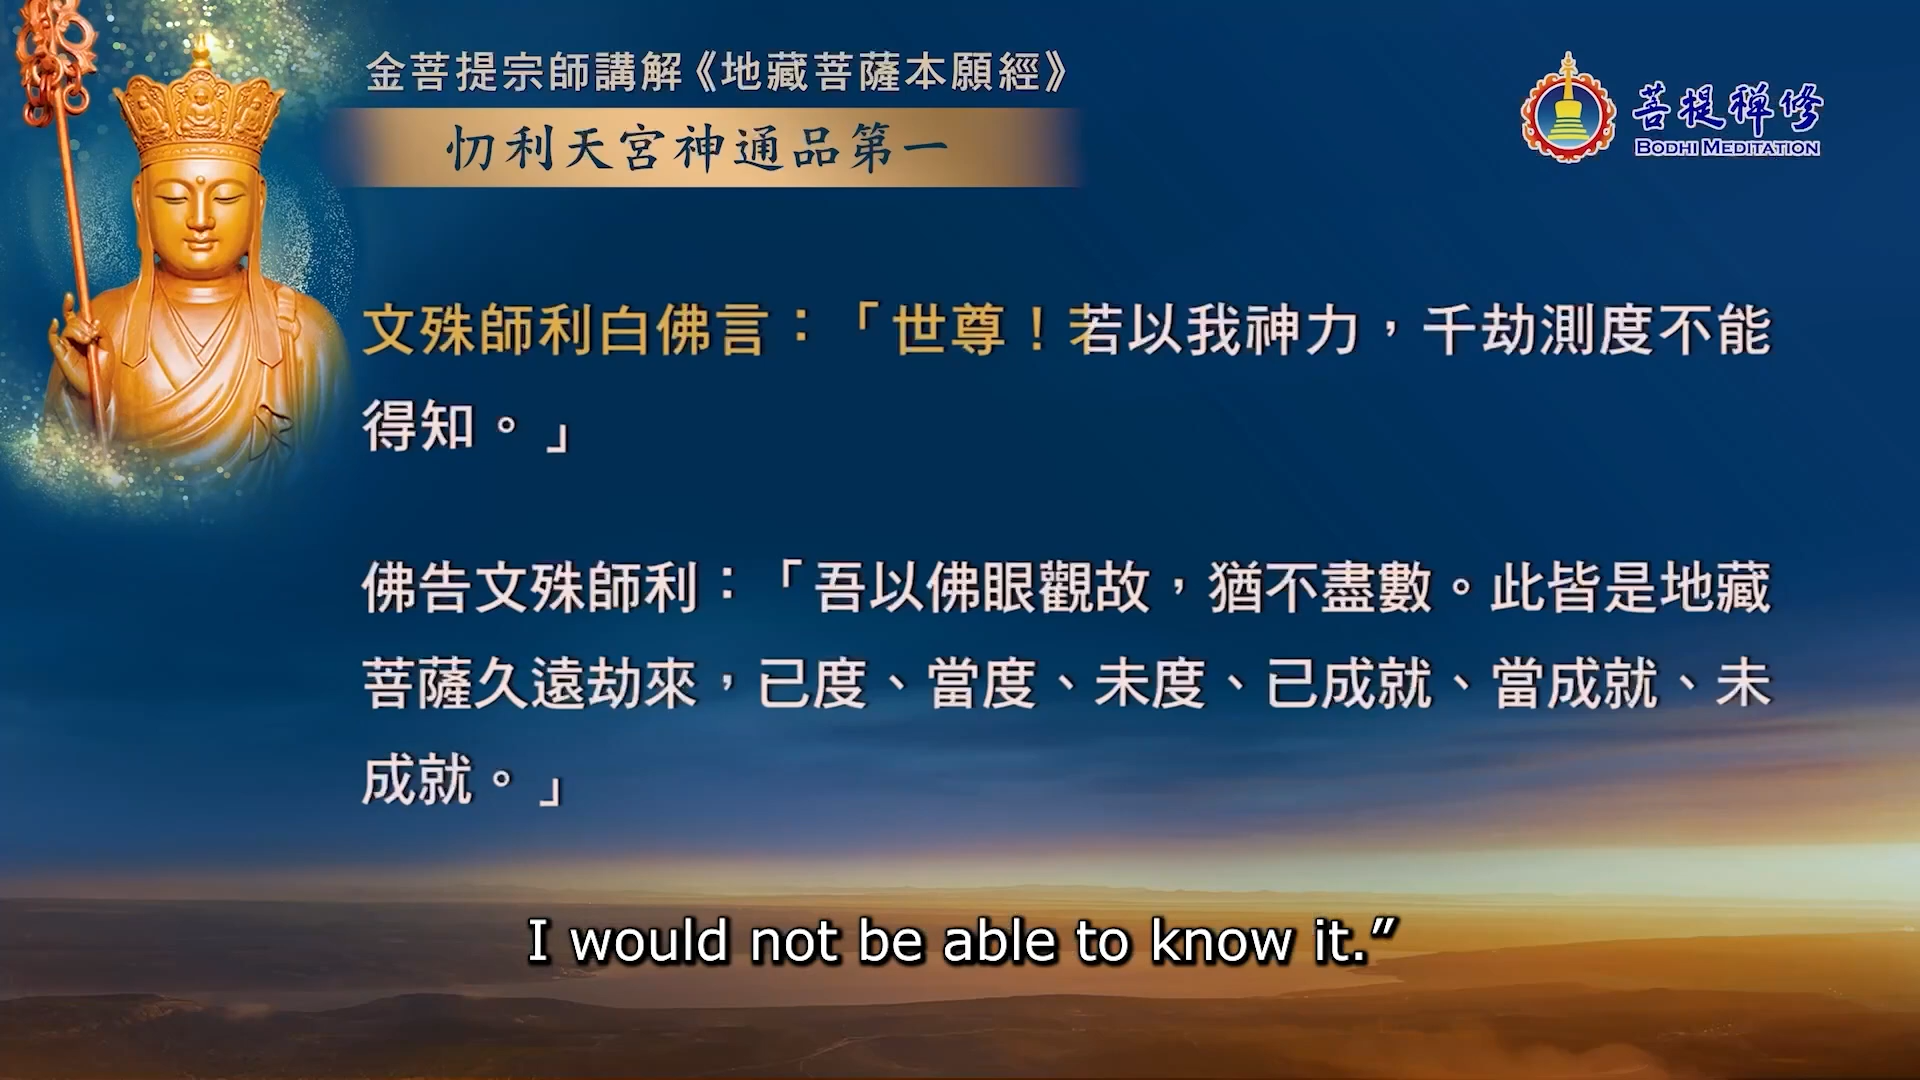 金菩提宗師講解《地藏菩薩本願經》
忉利天宮神通品第一
菩提禪修
BODHI MEDITATION
文殊師利白佛言：「世尊！若以我神力，千劫測度不能
得知。」
佛告文殊師利：「吾以佛眼觀故，猶不盡數。此皆是地藏
菩薩久遠劫來，已度、當度、未度、已成就、當成就、未
成就。」
I would not be able to know it.”